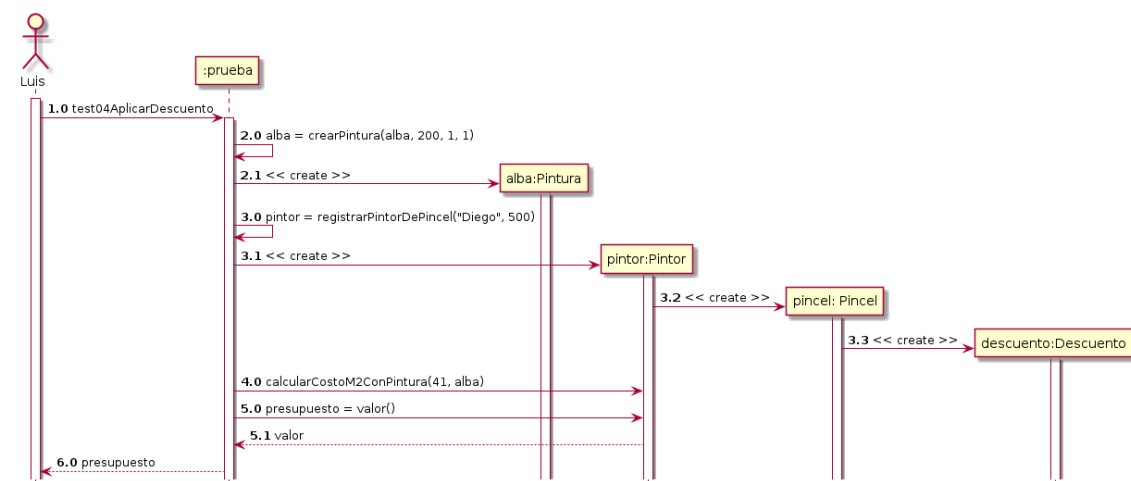 Luis
:prueba
1.0 test04AplicarDescuento
2.0 alba = crearPintura(alba, 200, 1, 1)
2.1 << create >>
alba:Pintura
3.0 pintor = registrarPintorDePincel("Diego", 500)
3.1 << create >>
pintor:Pintor
3.2 << create >>
pincel: Pincel
3.3 << create >>
descuento:Descuento
4.0 calcularCostoM2ConPintura(41, alba)
5.0 presupuesto = valor()
5.1 valor
6.0 presupuesto